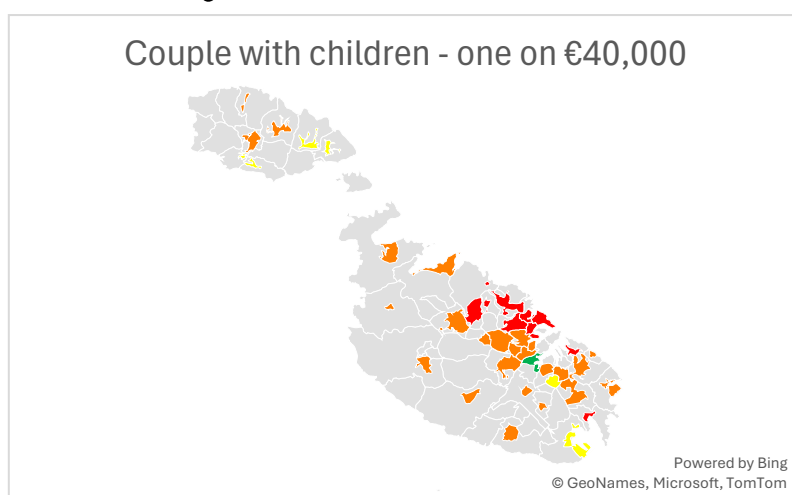 Couple with children - one on €40,000
Powered by Bing
© GeoNames, Microsoft, TomTom